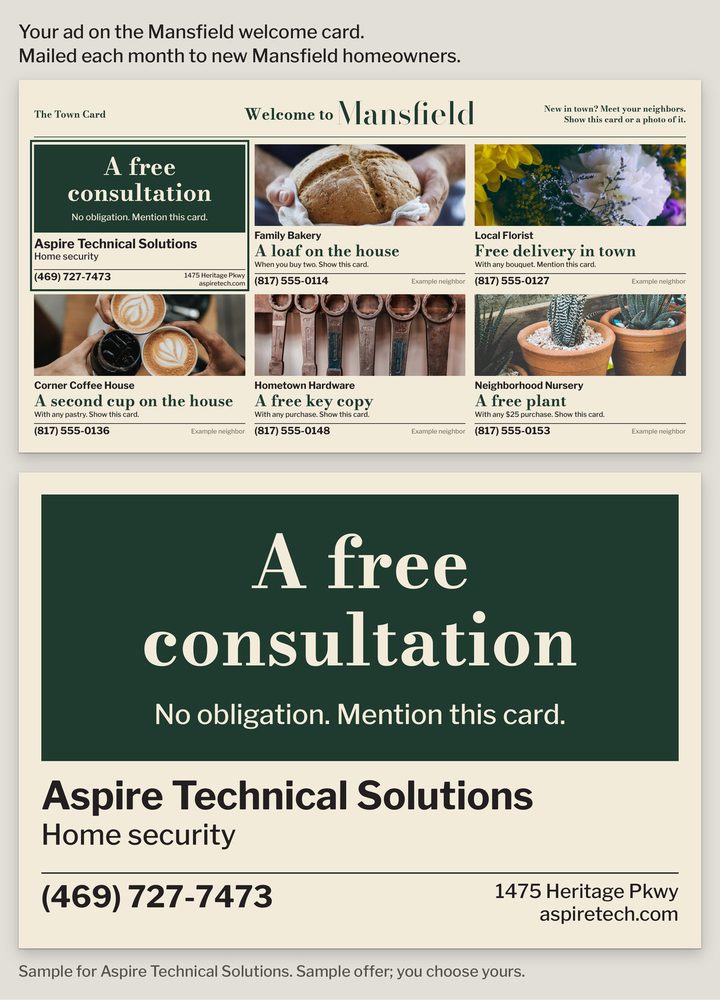 Your ad on the Mansfield welcome card.
Mailed each month to new Mansfield homeowners.
The Town Card
Welcome to Mansfield
New in town? Meet your neighbors.
Show this card or a photo of it.
A free
consultation
No obligation. Mention this card.
Aspire Technical Solutions
Home security
(469) 727-7473
1475 Heritage Pkwy
aspiretech.com
Family Bakery
A loaf on the house
When you buy two. Show this card.
(817) 555-0114
Example neighbor
Local Florist
Free delivery in town
With any bouquet. Mention this card.
(817) 555-0127
Example neighbor
Corner Coffee House
A second cup on the house
With any pastry. Show this card.
(817) 555-0136
Example neighbor
Hometown Hardware
A free key copy
With any purchase. Show this card.
(817) 555-0148
Example neighbor
Neighborhood Nursery
A free plant
With any $25 purchase. Show this card.
(817) 555-0153
Example neighbor
A free
consultation
No obligation. Mention this card.
Aspire Technical Solutions
Home security
(469) 727-7473
1475 Heritage Pkwy
aspiretech.com
Sample for Aspire Technical Solutions. Sample offer; you choose yours.